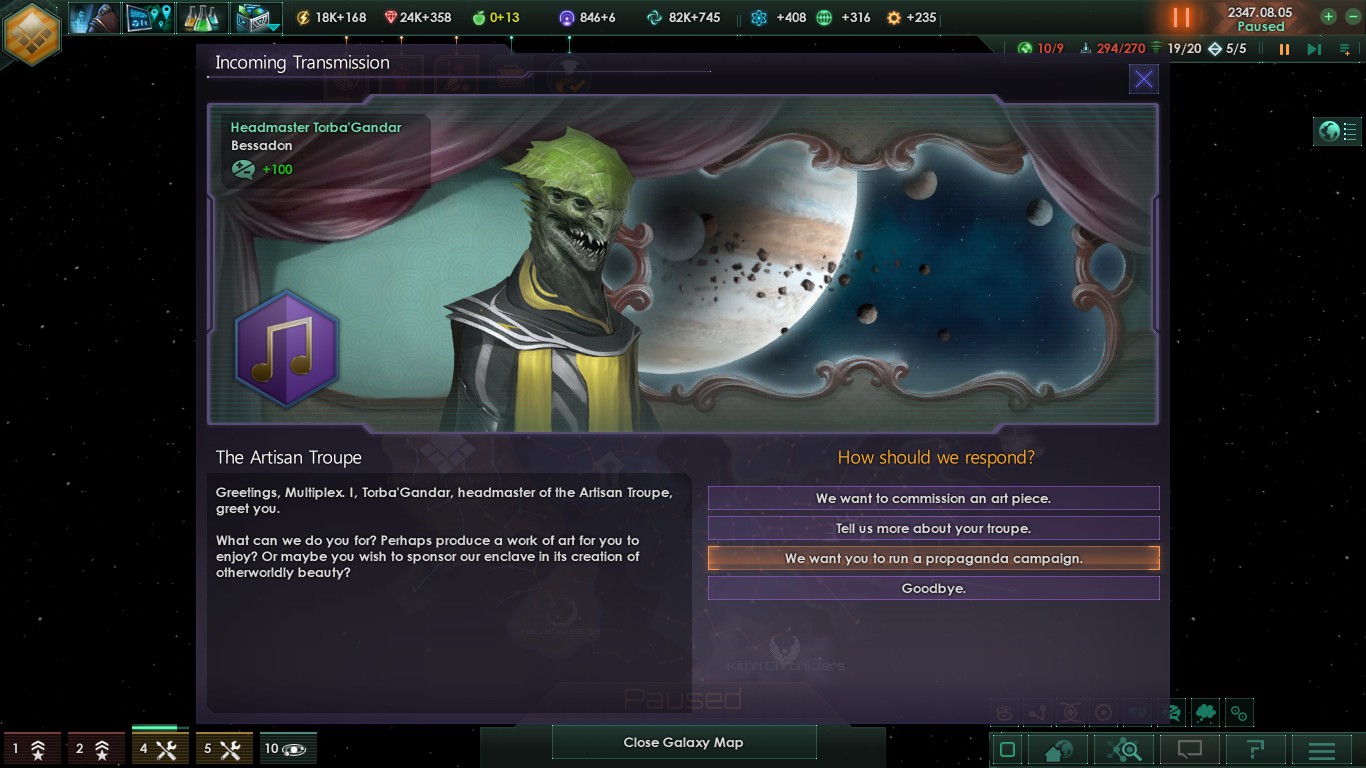 18K+168 24K+358 0+13 846+6 82K+745 +408 +316 +235
2347.08.05
Paused
10/9 294/270 19/20 5/5
Incoming Transmission
Headmaster Torba'Gandar
Bessadon
+100
The Artisan Troupe
Greetings, Multiplex. I, Torba'Gandar, headmaster of the Artisan Troupe,
greet you.
What can we do you for? Perhaps produce a work of art for you to
enjoy? Or maybe you wish to sponsor our enclave in its creation of
otherworldly beauty?
How should we respond?
We want to commission an art piece.
Tell us more about your troupe.
We want you to run a propaganda campaign.
Goodbye.
Kithri Chroniclers
Paused
1 2 4 5 10
Close Galaxy Map